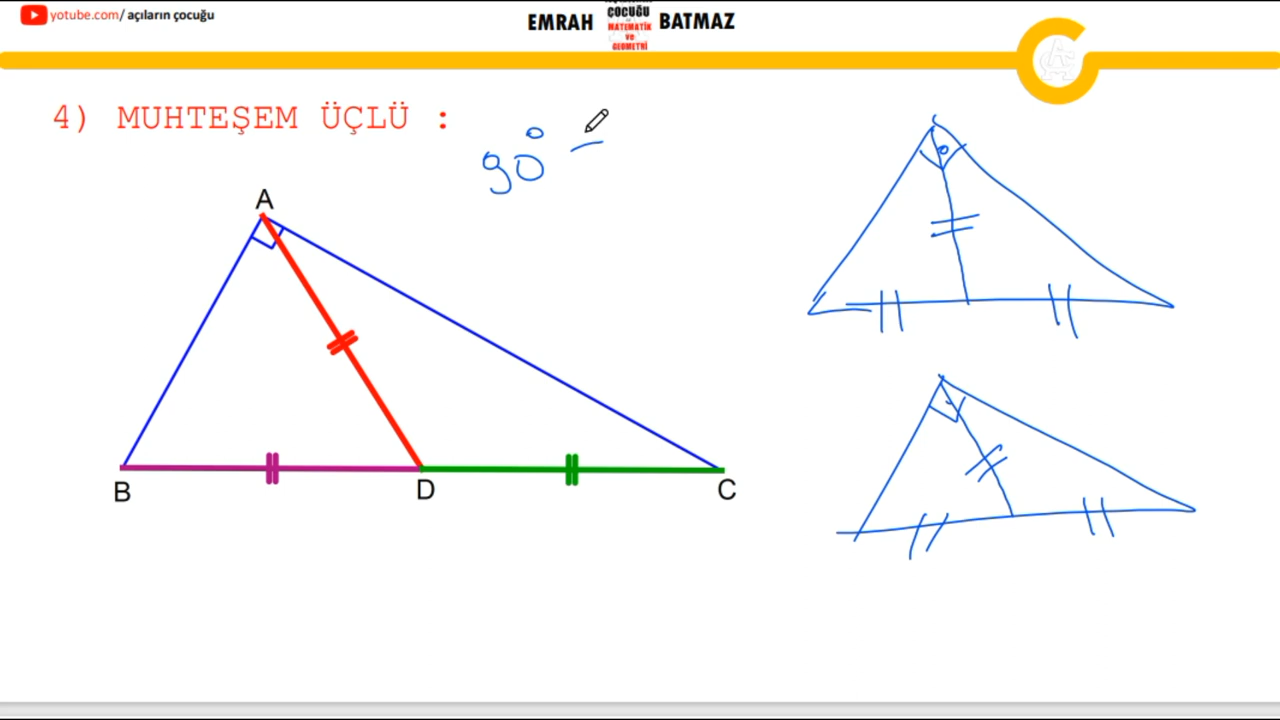 yotube.com/ açıların çocuğu
EMRAH BATMAZ
ÇOCUĞU
MATEMATİK
ve
GEOMETRİ
4) MUHTEŞEM ÜÇLÜ :
90°
A
B
D
C